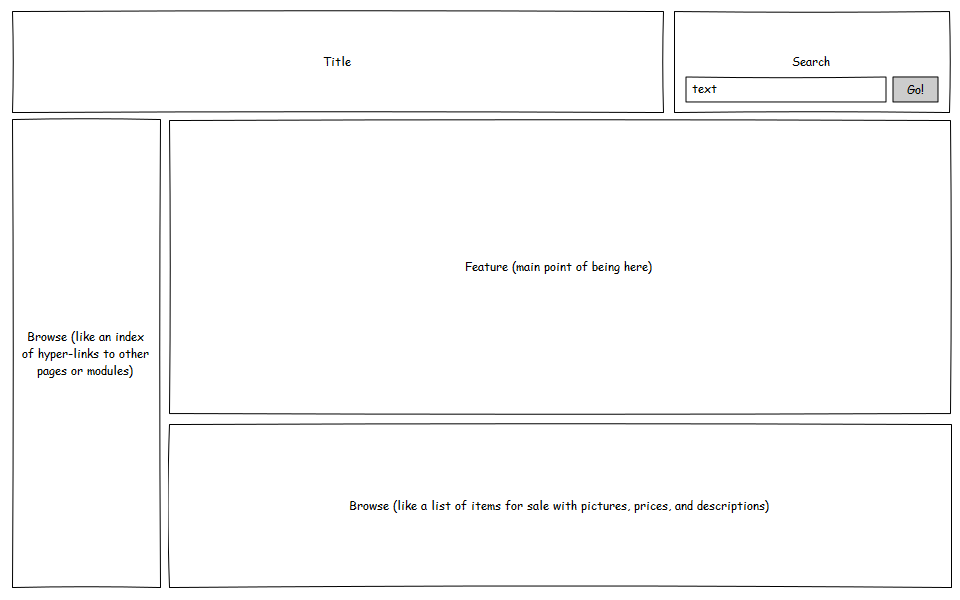 Title
Search
text
Go!
Feature (main point of being here)
Browse (like an index
of hyper-links to other
pages or modules)
Browse (like a list of items for sale with pictures, prices, and descriptions)